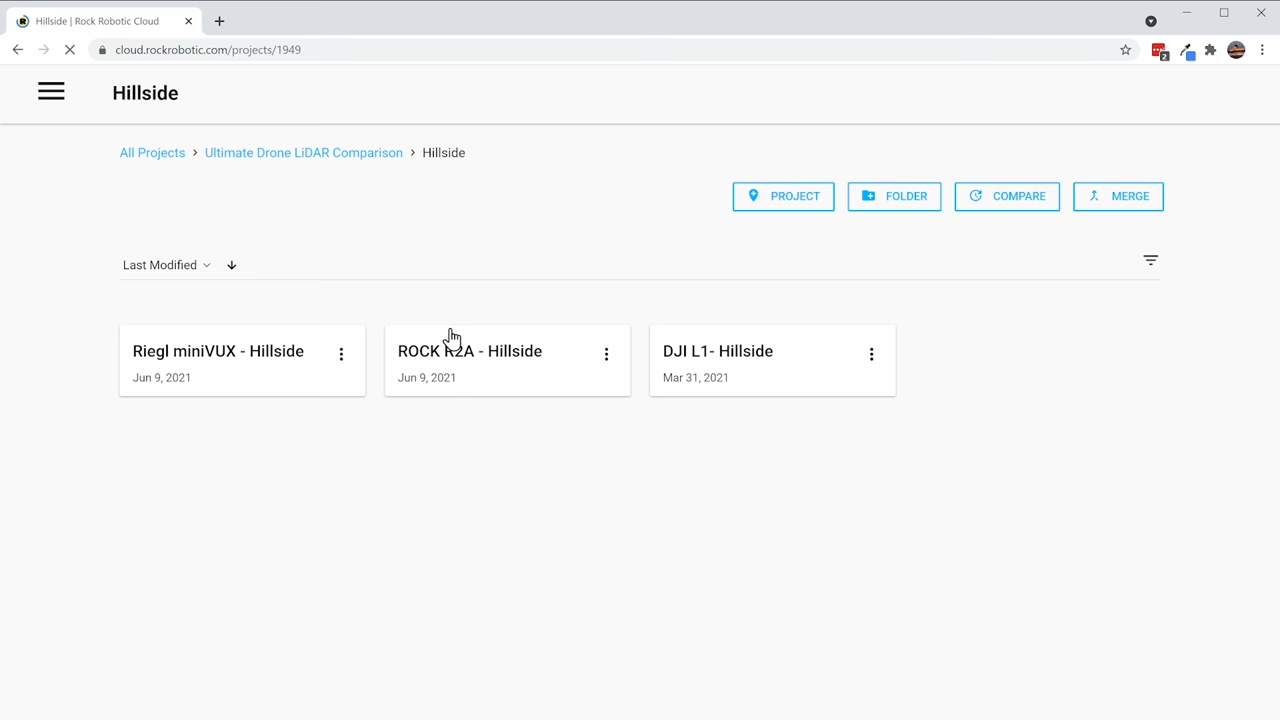 Hillside | Rock Robotic Cloud
cloud.rockrobotic.com/projects/1949
2
Hillside
All Projects > Ultimate Drone LiDAR Comparison > Hillside
PROJECT FOLDER COMPARE MERGE
Last Modified
Riegl miniVUX - Hillside
Jun 9, 2021
ROCK R2A - Hillside
Jun 9, 2021
DJI L1- Hillside
Mar 31, 2021